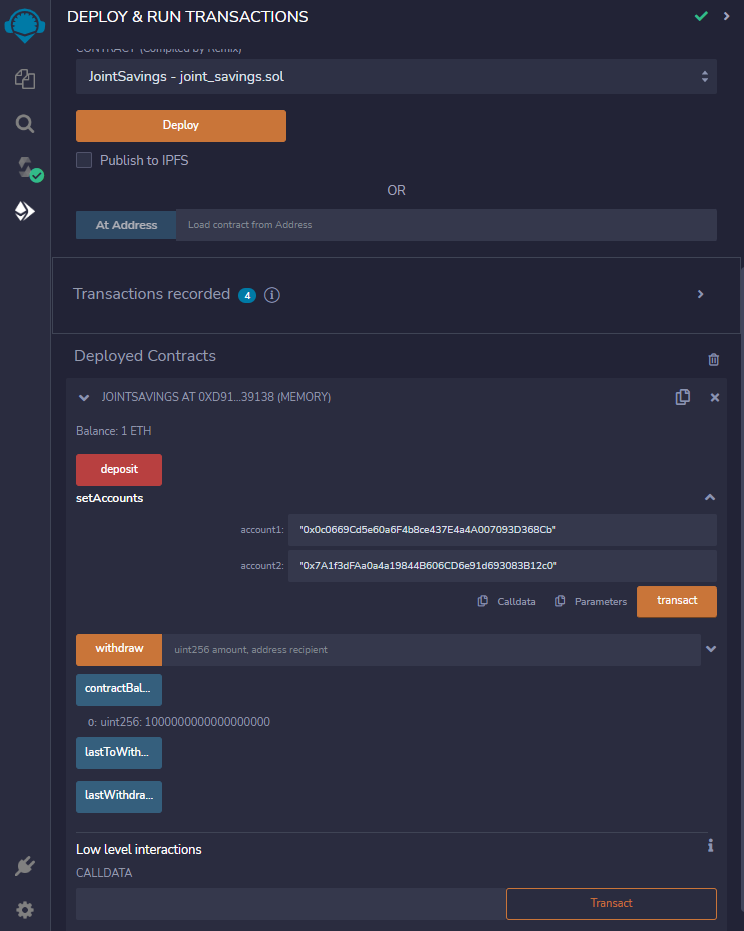 DEPLOY & RUN TRANSACTIONS
CONTRACT (Compiled by Remix)
JointSavings - joint_savings.sol
Deploy
Publish to IPFS
OR
At Address Load contract from Address
Transactions recorded 4 i
Deployed Contracts
JOINTSAVINGS AT 0XD91...39138 (MEMORY)
Balance: 1 ETH
deposit
setAccounts
account1: "0x0c0669Cd5e60a6F4b8ce437E4a4A007093D368Cb"
account2: "0x7A1f3dFAa0a4a19844B606CD6e91d693083B12c0"
Calldata Parameters transact
withdraw uint256 amount, address recipient
contractBal...
0: uint256: 1000000000000000000
lastToWith...
lastWithdra...
Low level interactions i
CALLDATA
Transact